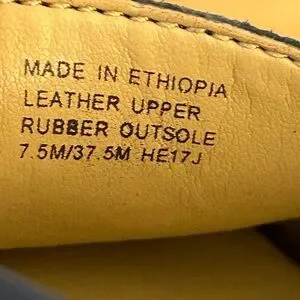 MADE IN ETHIOPIA
LEATHER UPPER
RUBBER OUTSOLE
7.5M/37.5M HE17J